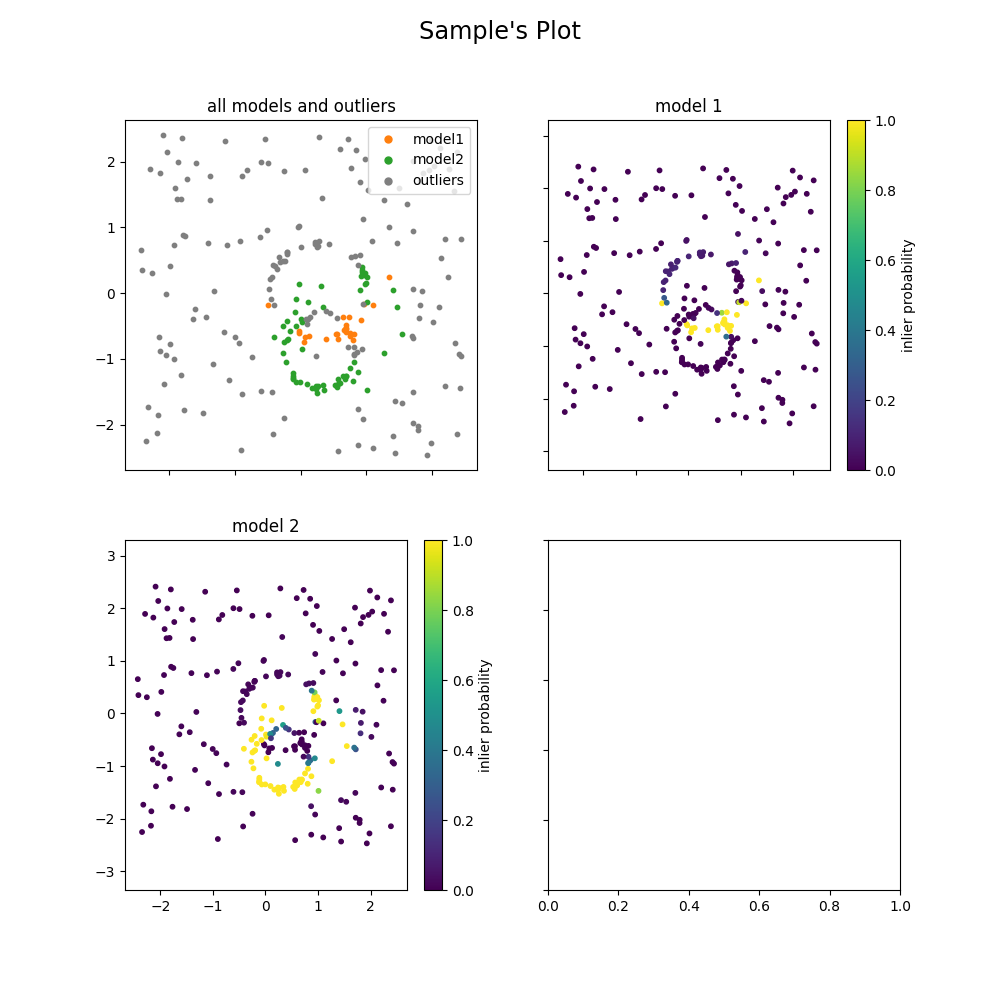 Sample's Plot
all models and outliers
model1
model2
outliers
2
1
0
−1
−2
model 1
1.0
0.8
0.6
0.4
0.2
0.0
inlier probability
model 2
3
2
1
0
−1
−2
−3
−2 −1 0 1 2
1.0
0.8
0.6
0.4
0.2
0.0
inlier probability
0.0 0.2 0.4 0.6 0.8 1.0